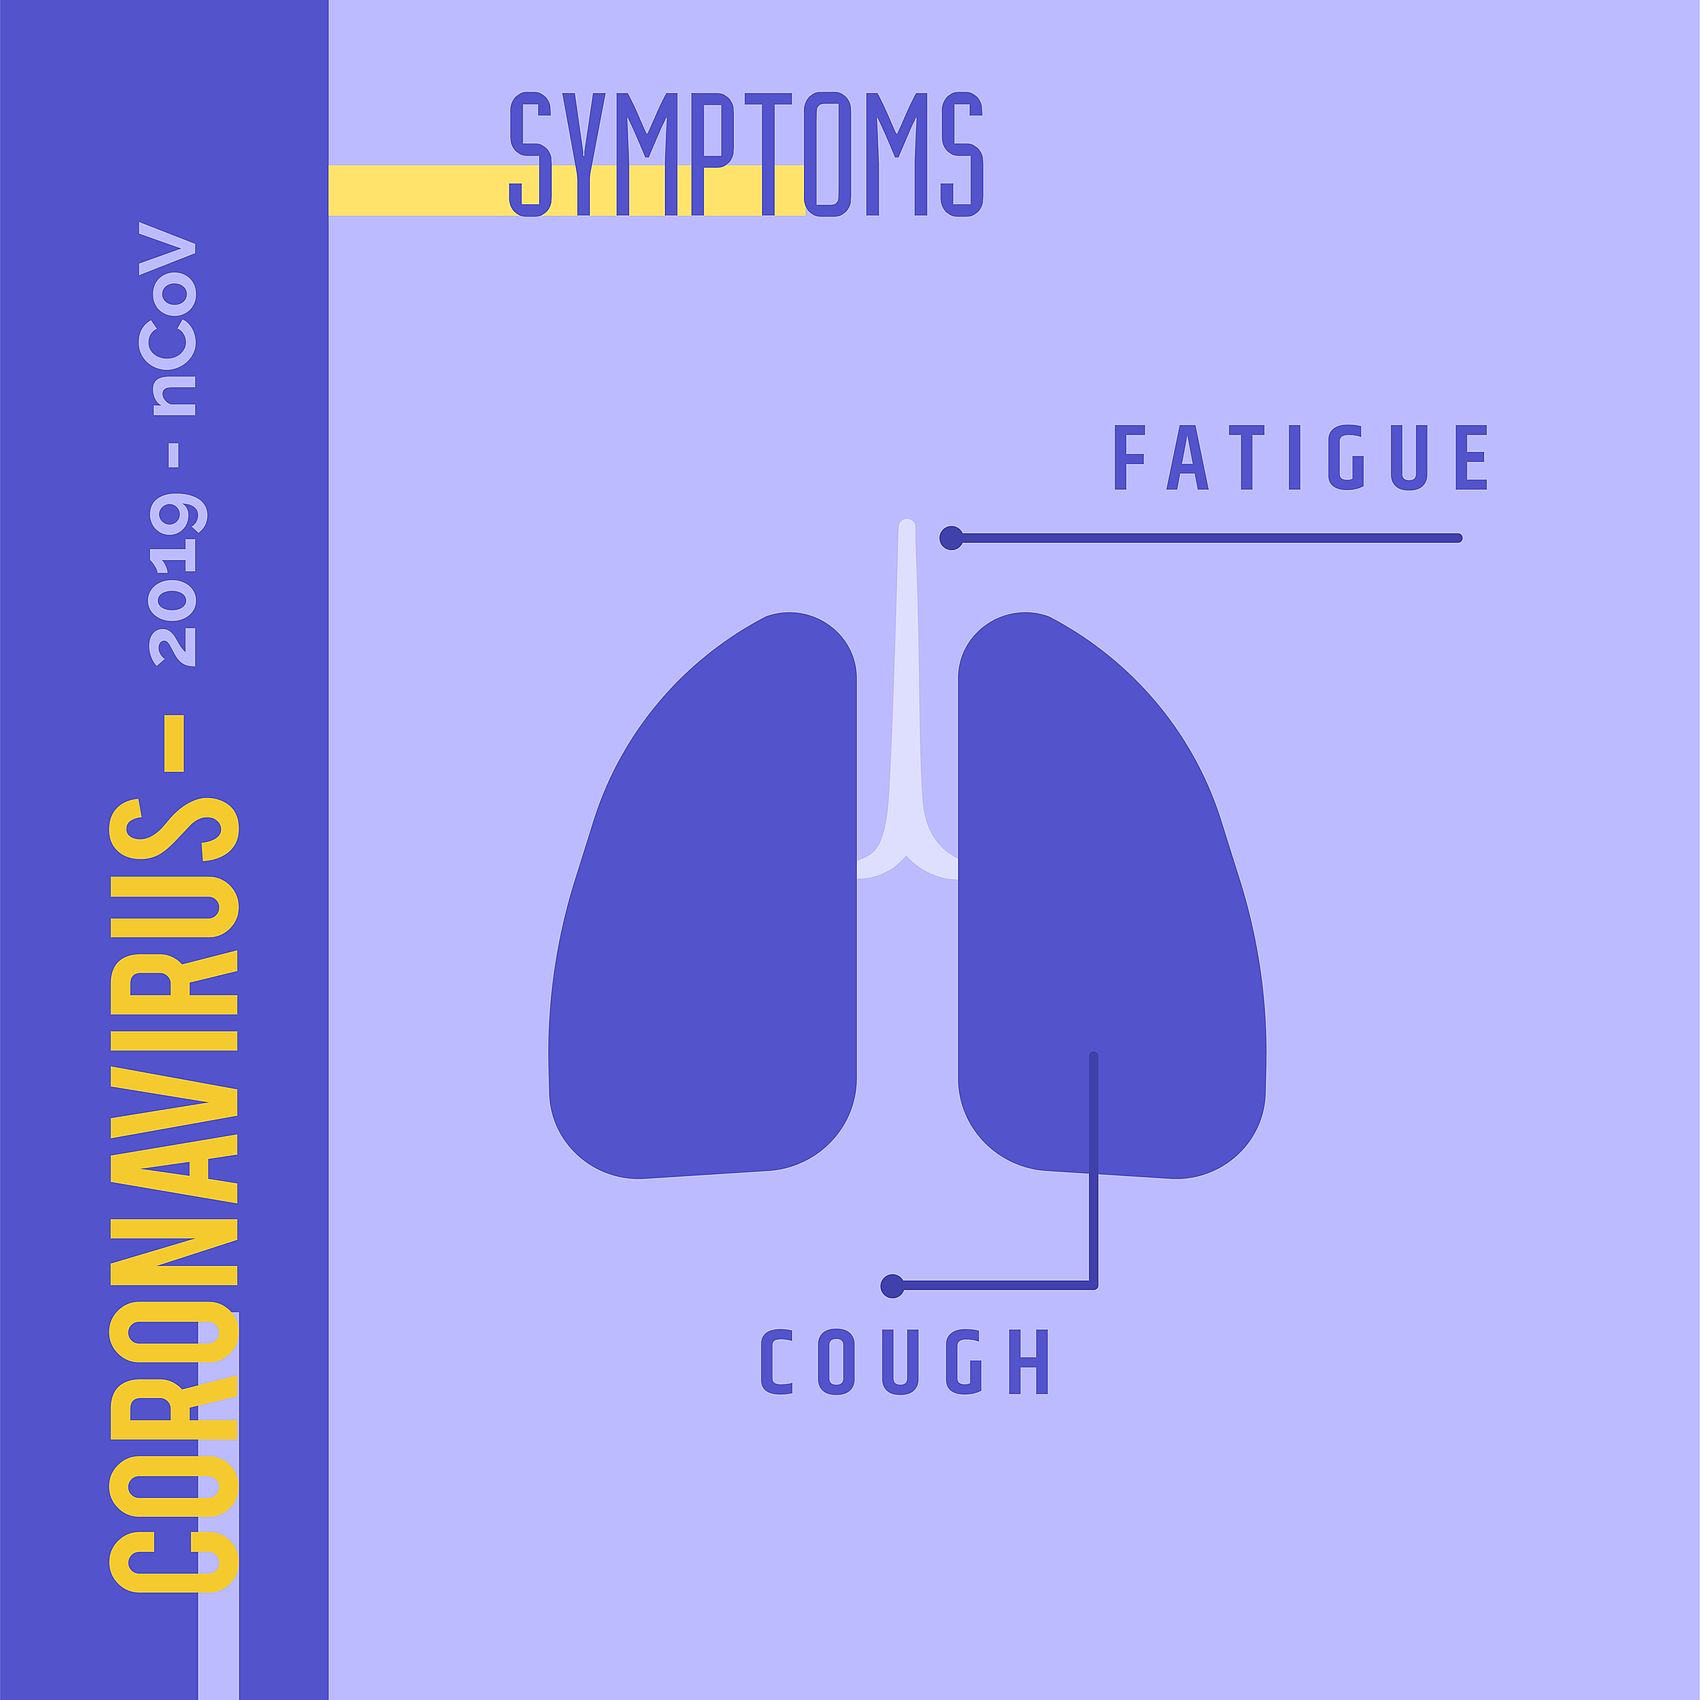 CORONAVIRUS – 2019 - nCoV
SYMPTOMS
FATIGUE
COUGH